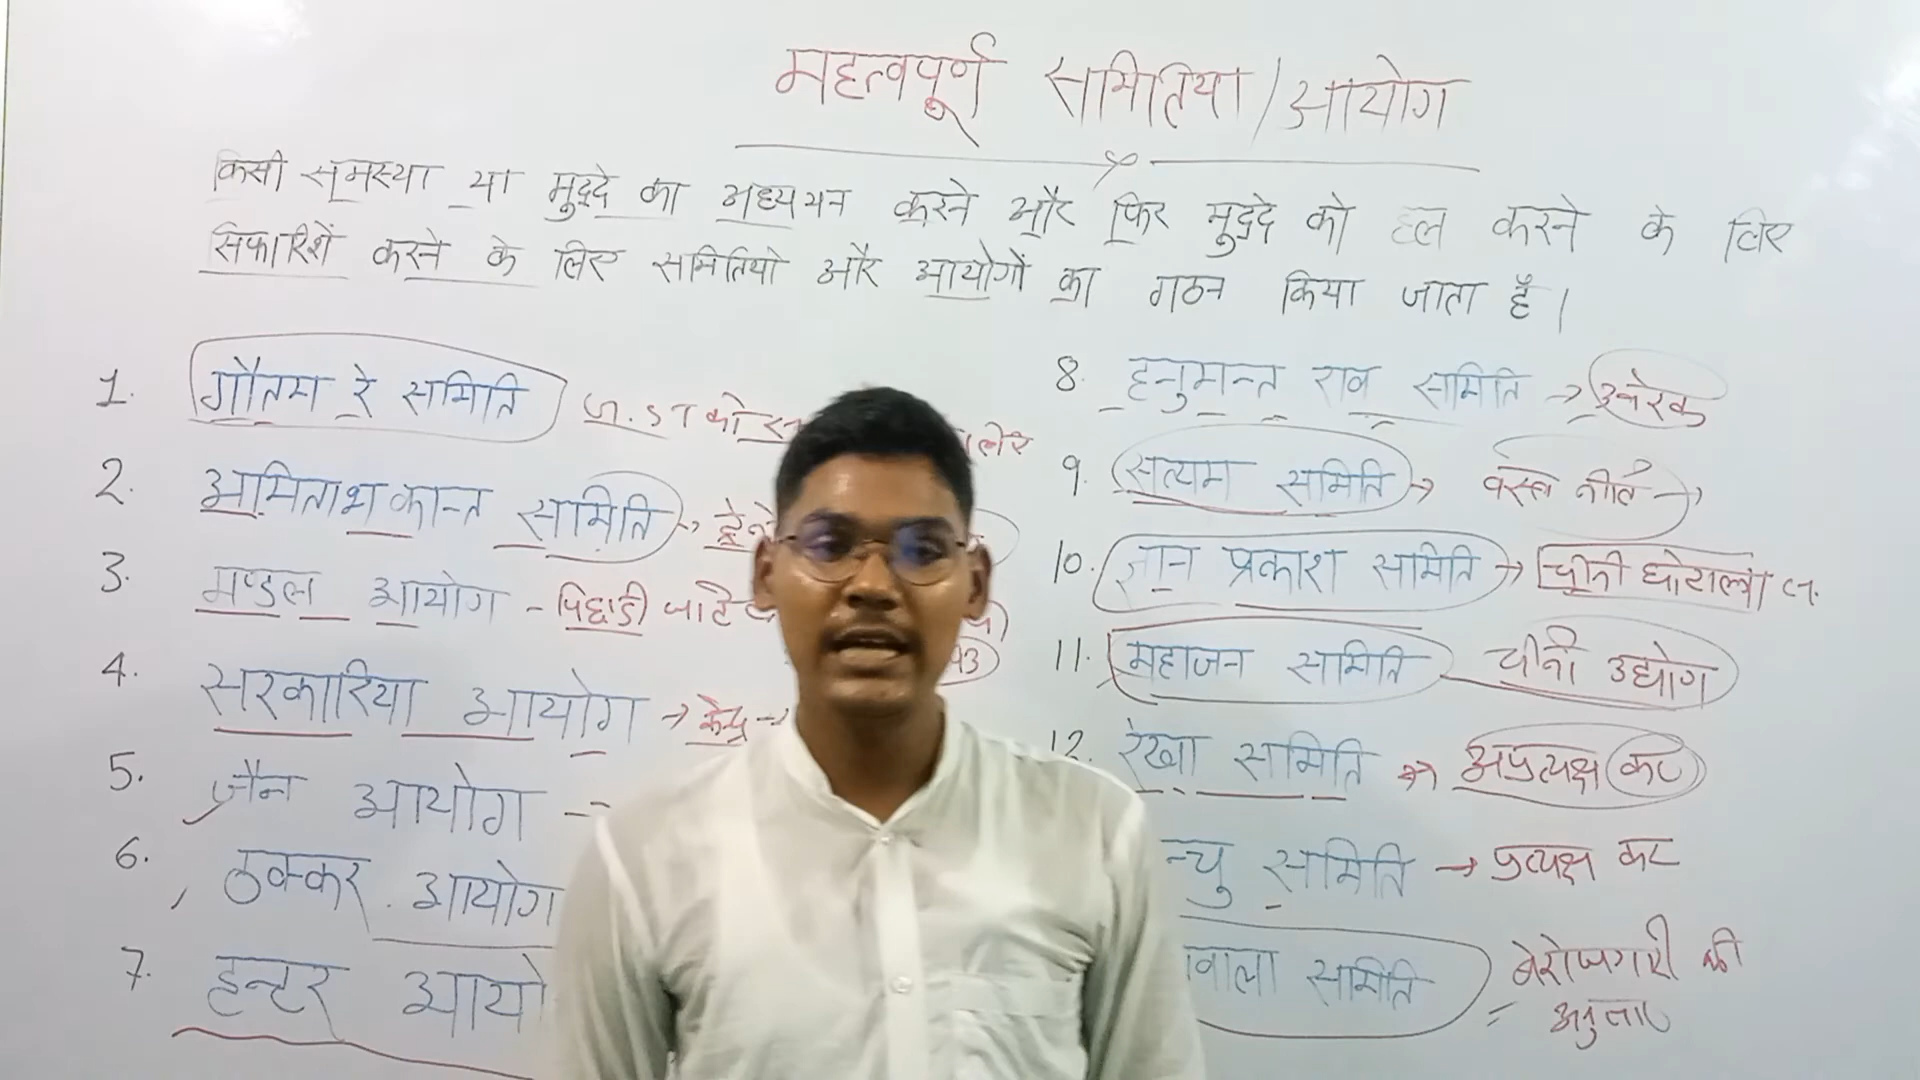 महत्वपूर्ण समितिया/आयोग
किसी समस्या या मुद्दे का अध्ययन करने और फिर मुद्दे को हल करने के लिए
सिफारिशें करने के लिए समितियो और आयोगों का गठन किया जाता है।
1. गौतम रे समिति
2. अमिताभ कान्त समिति →
3. मण्डल आयोग - पिछाडी
4. सरकारिया आयोग → केन्द्र →
5. जैन आयोग
6. ठक्कर आयोग
7. हन्टर आयो
8. हनुमन्त राव समिति → उर्वरक
9. सत्यम समिति → वस्त्र नीति →
10. ज्ञान प्रकाश समिति → चीनी घोटाला
11. महाजन समिति चीनी उद्योग
12. रेखा समिति → अप्रत्यक्ष कर
समिति → प्रत्यक्ष कर
वाला समिति = बेरोजगारी की